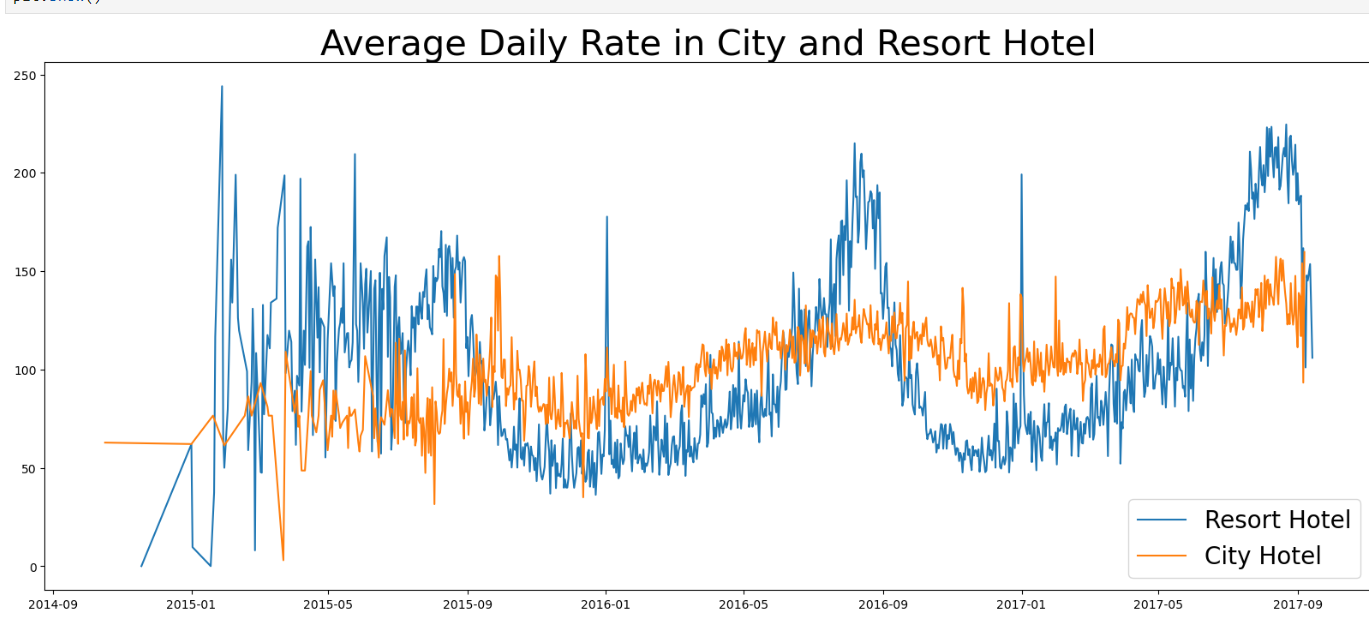 Average Daily Rate in City and Resort Hotel
250
200
150
100
50
0
Resort Hotel
City Hotel
2014-09 2015-01 2015-05 2015-09 2016-01 2016-05 2016-09 2017-01 2017-05 2017-09